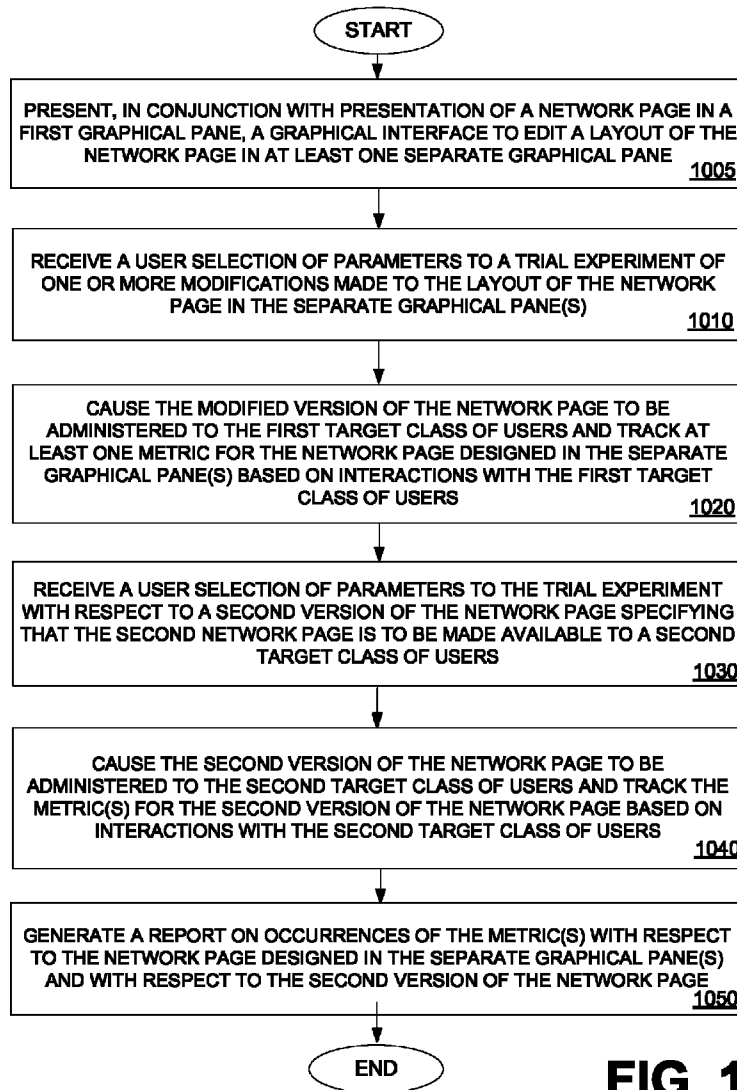 START
PRESENT, IN CONJUNCTION WITH PRESENTATION OF A NETWORK PAGE IN A
FIRST GRAPHICAL PANE, A GRAPHICAL INTERFACE TO EDIT A LAYOUT OF THE
NETWORK PAGE IN AT LEAST ONE SEPARATE GRAPHICAL PANE
1005
RECEIVE A USER SELECTION OF PARAMETERS TO A TRIAL EXPERIMENT OF
ONE OR MORE MODIFICATIONS MADE TO THE LAYOUT OF THE NETWORK
PAGE IN THE SEPARATE GRAPHICAL PANE(S)
1010
CAUSE THE MODIFIED VERSION OF THE NETWORK PAGE TO BE
ADMINISTERED TO THE FIRST TARGET CLASS OF USERS AND TRACK AT
LEAST ONE METRIC FOR THE NETWORK PAGE DESIGNED IN THE SEPARATE
GRAPHICAL PANE(S) BASED ON INTERACTIONS WITH THE FIRST TARGET
CLASS OF USERS
1020
RECEIVE A USER SELECTION OF PARAMETERS TO THE TRIAL EXPERIMENT
WITH RESPECT TO A SECOND VERSION OF THE NETWORK PAGE SPECIFYING
THAT THE SECOND NETWORK PAGE IS TO BE MADE AVAILABLE TO A SECOND
TARGET CLASS OF USERS
1030
CAUSE THE SECOND VERSION OF THE NETWORK PAGE TO BE
ADMINISTERED TO THE SECOND TARGET CLASS OF USERS AND TRACK THE
METRIC(S) FOR THE SECOND VERSION OF THE NETWORK PAGE BASED ON
INTERACTIONS WITH THE SECOND TARGET CLASS OF USERS
1040
GENERATE A REPORT ON OCCURRENCES OF THE METRIC(S) WITH RESPECT
TO THE NETWORK PAGE DESIGNED IN THE SEPARATE GRAPHICAL PANE(S)
AND WITH RESPECT TO THE SECOND VERSION OF THE NETWORK PAGE
1050
END
FIG. 1